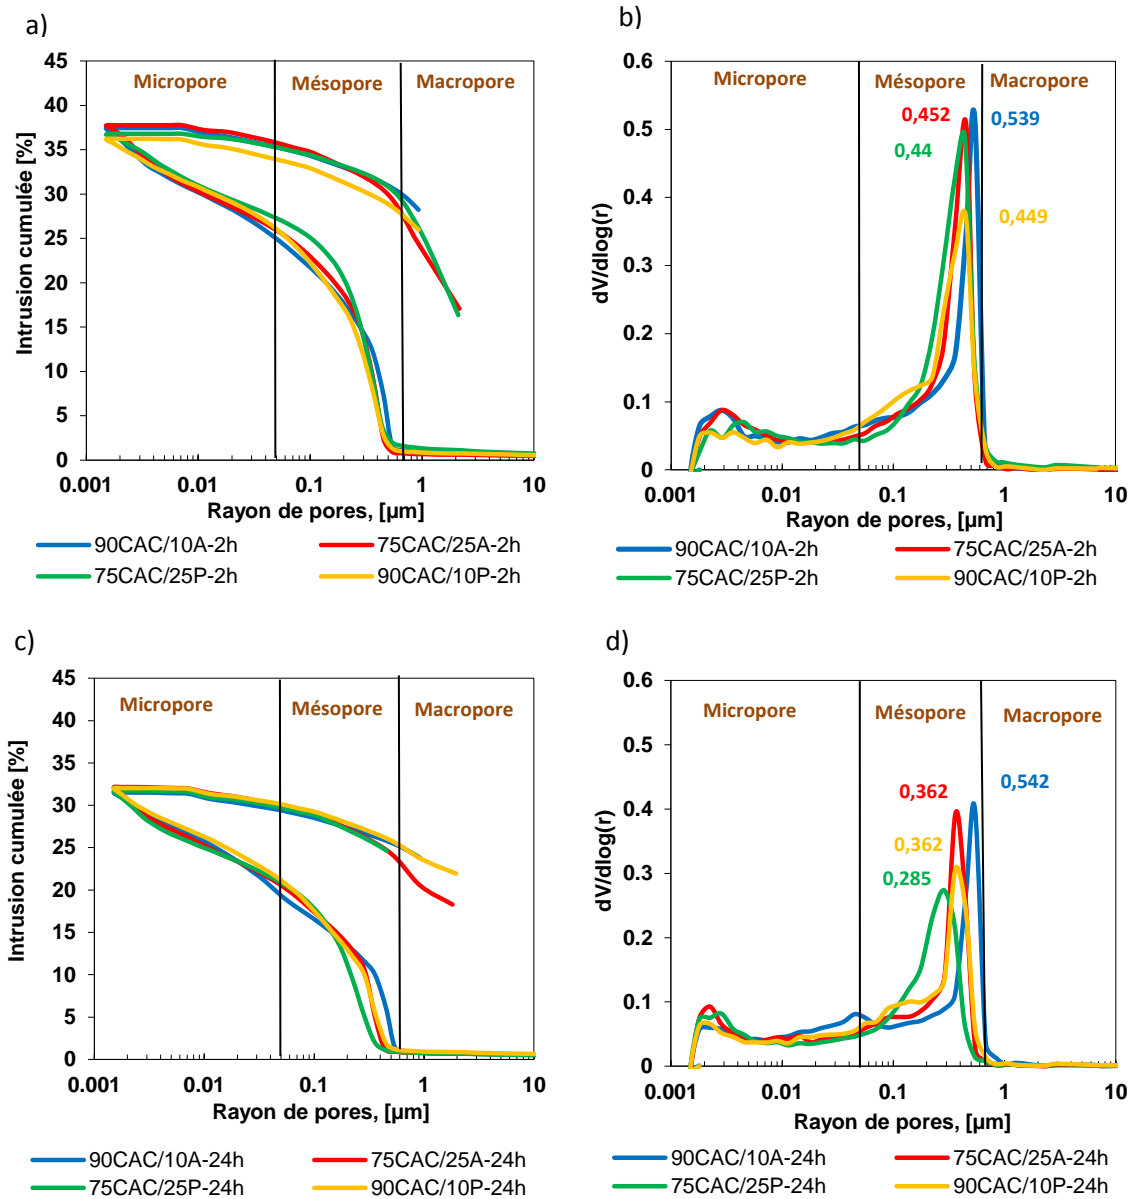 a)
Intrusion cumulée [%]
45
40
35
30
25
20
15
10
5
0
Micropore
Mésopore
Macropore
0.001
0.01
0.1
1
10
Rayon de pores, [µm]
90CAC/10A-2h
75CAC/25A-2h
75CAC/25P-2h
90CAC/10P-2h
b)
dV/dlog(r)
0.6
0.5
0.4
0.3
0.2
0.1
0
Micropore
Mésopore
Macropore
0,452
0,539
0,44
0,449
0.001
0.01
0.1
1
10
Rayon de pores, [µm]
90CAC/10A-2h
75CAC/25A-2h
75CAC/25P-2h
90CAC/10P-2h
c)
Intrusion cumulée [%]
45
40
35
30
25
20
15
10
5
0
Micropore
Mésopore
Macropore
0.001
0.01
0.1
1
10
Rayon de pores, [µm]
90CAC/10A-24h
75CAC/25A-24h
75CAC/25P-24h
90CAC/10P-24h
d)
dV/dlog(r)
0.6
0.5
0.4
0.3
0.2
0.1
0
Micropore
Mésopore
Macropore
0,362
0,542
0,362
0,285
0.001
0.01
0.1
1
10
Rayon de pores, [µm]
90CAC/10A-24h
75CAC/25A-24h
75CAC/25P-24h
90CAC/10P-24h